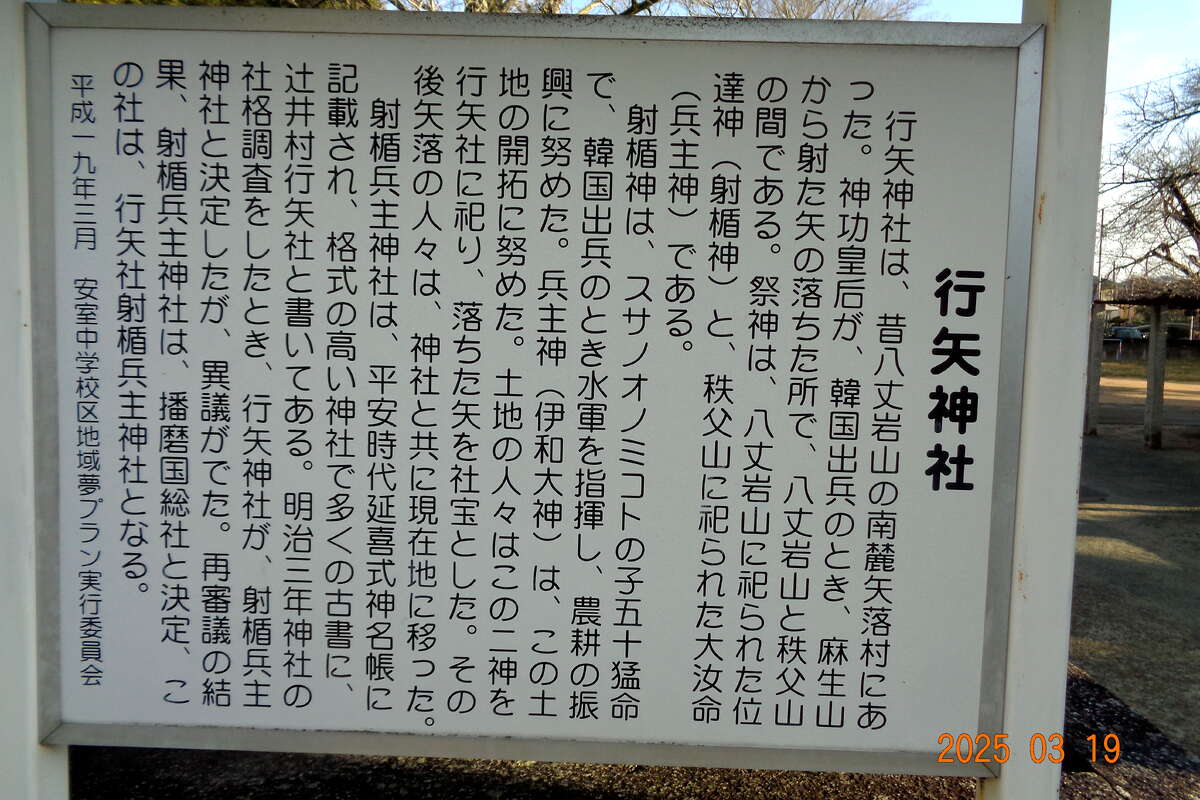 行矢神社
行矢神社は、昔八丈岩山の南麓矢落村にあ
った。神功皇后が、韓国出兵のとき、麻生山
から射た矢の落ちた所で、八丈岩山と秩父山
の間である。祭神は、八丈岩山に祀られた位
達神（射楯神）と、秩父山に祀られた大汝命
（兵主神）である。
射楯神は、スサノオノミコトの子五十猛命
で、韓国出兵のとき水軍を指揮し、農耕の振
興に努めた。兵主神（伊和大神）は、この土
地の開拓に努めた。土地の人々はこの二神を
行矢社に祀り、落ちた矢を社宝とした。その
後矢落の人々は、神社と共に現在地に移った。
射楯兵主神社は、平安時代延喜式神名帳に
記載され、格式の高い神社で多くの古書に、
辻井村行矢社と書いてある。明治三年神社の
社格調査をしたとき、行矢神社が、射楯兵主
神社と決定したが、異議がでた。再審議の結
果、射楯兵主神社は、播磨国総社と決定、こ
の社は、行矢社射楯兵主神社となる。
平成一九年三月　安室中学校区地域夢プラン実行委員会
2025 03 19